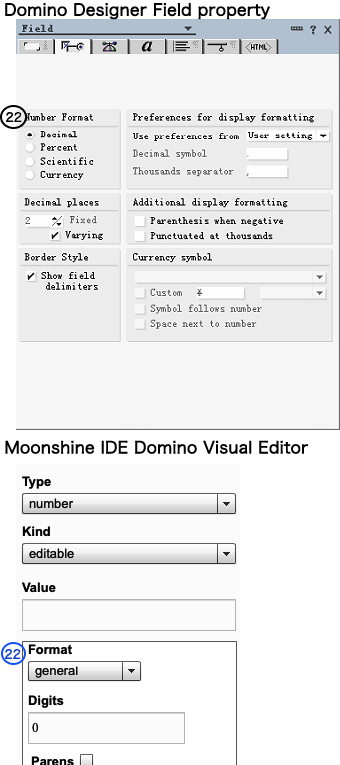 Domino Designer Field property
Field
? ×
a
<HTML>
22 Number Format
Decimal
Percent
Scientific
Currency
Preferences for display formatting
Use preferences from User setting
Decimal symbol .
Thousands separator ,
Decimal places
2 Fixed
Varying
Additional display formatting
Parenthesis when negative
Punctuated at thousands
Border Style
Show field
delimiters
Currency symbol
Custom ¥
Symbol follows number
Space next to number
Moonshine IDE Domino Visual Editor
Type
number
Kind
editable
Value
22 Format
general
Digits
0
Parens